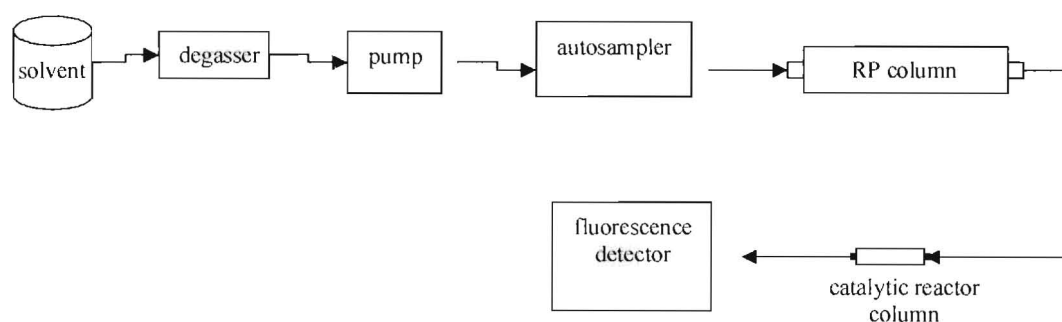 solvent
degasser
pump
autosampler
RP column
fluorescence
detector
catalytic reactor
column